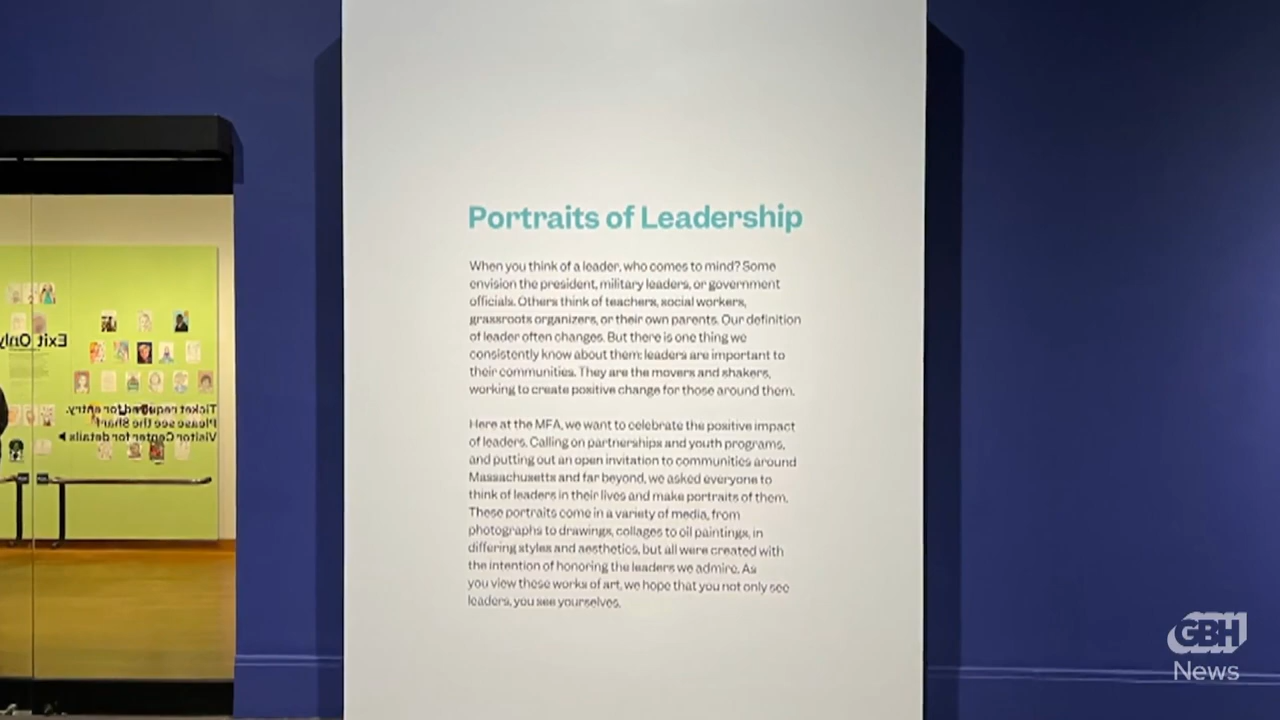 Portraits of Leadership
When you think of a leader, who comes to mind? Some
envision the president, military leaders, or government
officials. Others think of teachers, social workers,
grassroots organizers, or their own parents. Our definition
of leader often changes. But there is one thing we
consistently know about them: leaders are important to
their communities. They are the movers and shakers,
working to create positive change for those around them.
Here at the MFA, we want to celebrate the positive impact
of leaders. Calling on partnerships and youth programs,
and putting out an open invitation to communities around
Massachusetts and far beyond, we asked everyone to
think of leaders in their lives and make portraits of them.
These portraits come in a variety of media, from
photographs to drawings, collages to oil paintings, in
differing styles and aesthetics, but all were created with
the intention of honoring the leaders we admire. As
you view these works of art, we hope that you not only see
leaders, you see yourselves.
Exit Only
Ticket required for entry.
Please see the Sharf
Visitor Center for details
GBH
News